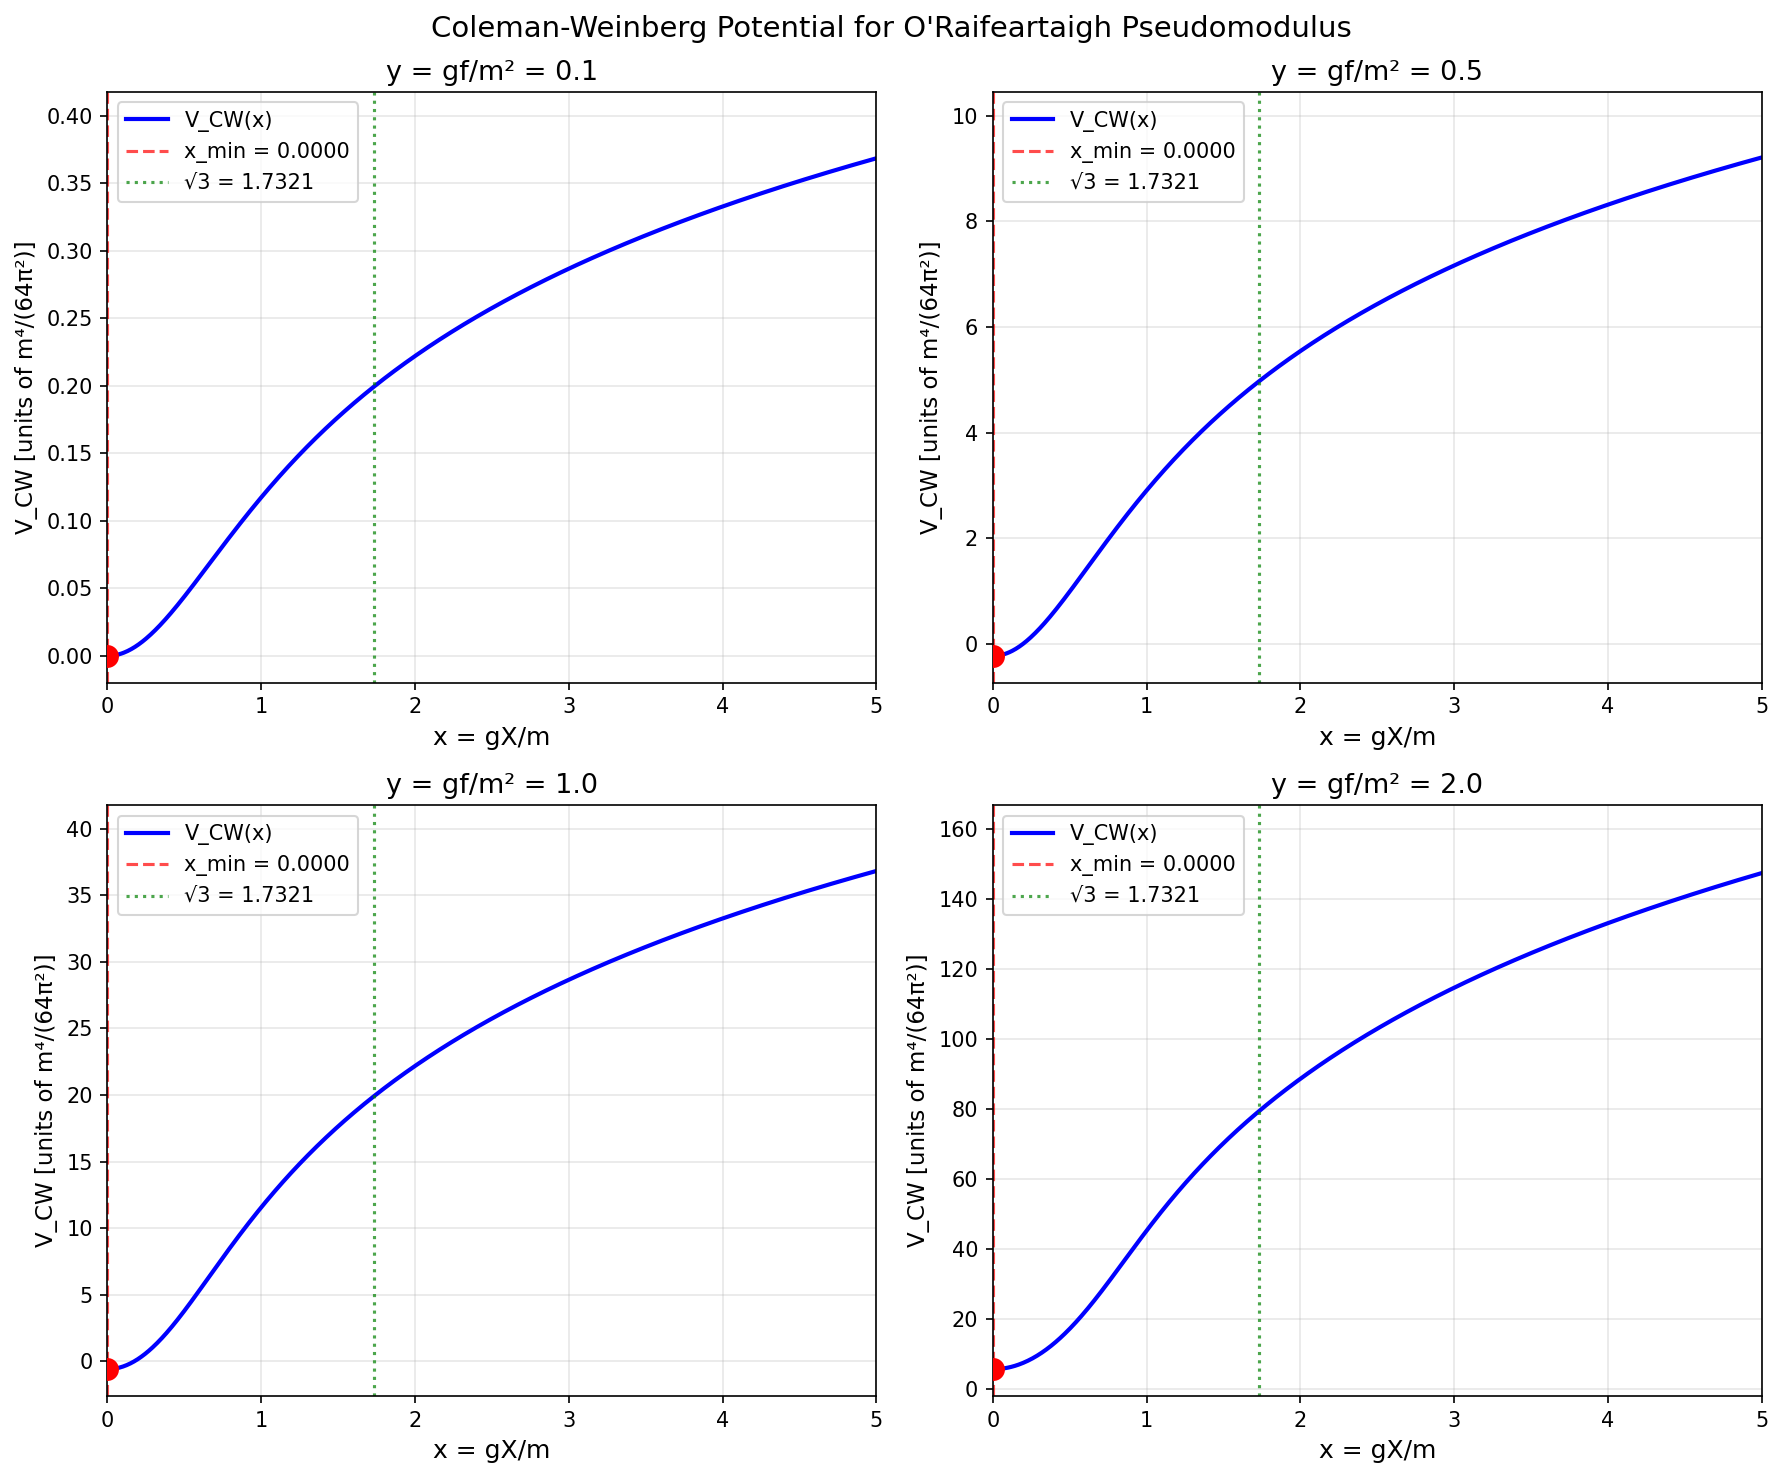 Coleman-Weinberg Potential for O'Raifeartaigh Pseudomodulus
y = gf/m² = 0.1
V_CW(x)
x_min = 0.0000
√3 = 1.7321
V_CW [units of m⁴/(64π²)]
0.40
0.35
0.30
0.25
0.20
0.15
0.10
0.05
0.00
0 1 2 3 4 5
x = gX/m
y = gf/m² = 0.5
V_CW(x)
x_min = 0.0000
√3 = 1.7321
V_CW [units of m⁴/(64π²)]
10
8
6
4
2
0
0 1 2 3 4 5
x = gX/m
y = gf/m² = 1.0
V_CW(x)
x_min = 0.0000
√3 = 1.7321
V_CW [units of m⁴/(64π²)]
40
35
30
25
20
15
10
5
0
0 1 2 3 4 5
x = gX/m
y = gf/m² = 2.0
V_CW(x)
x_min = 0.0000
√3 = 1.7321
V_CW [units of m⁴/(64π²)]
160
140
120
100
80
60
40
20
0
0 1 2 3 4 5
x = gX/m